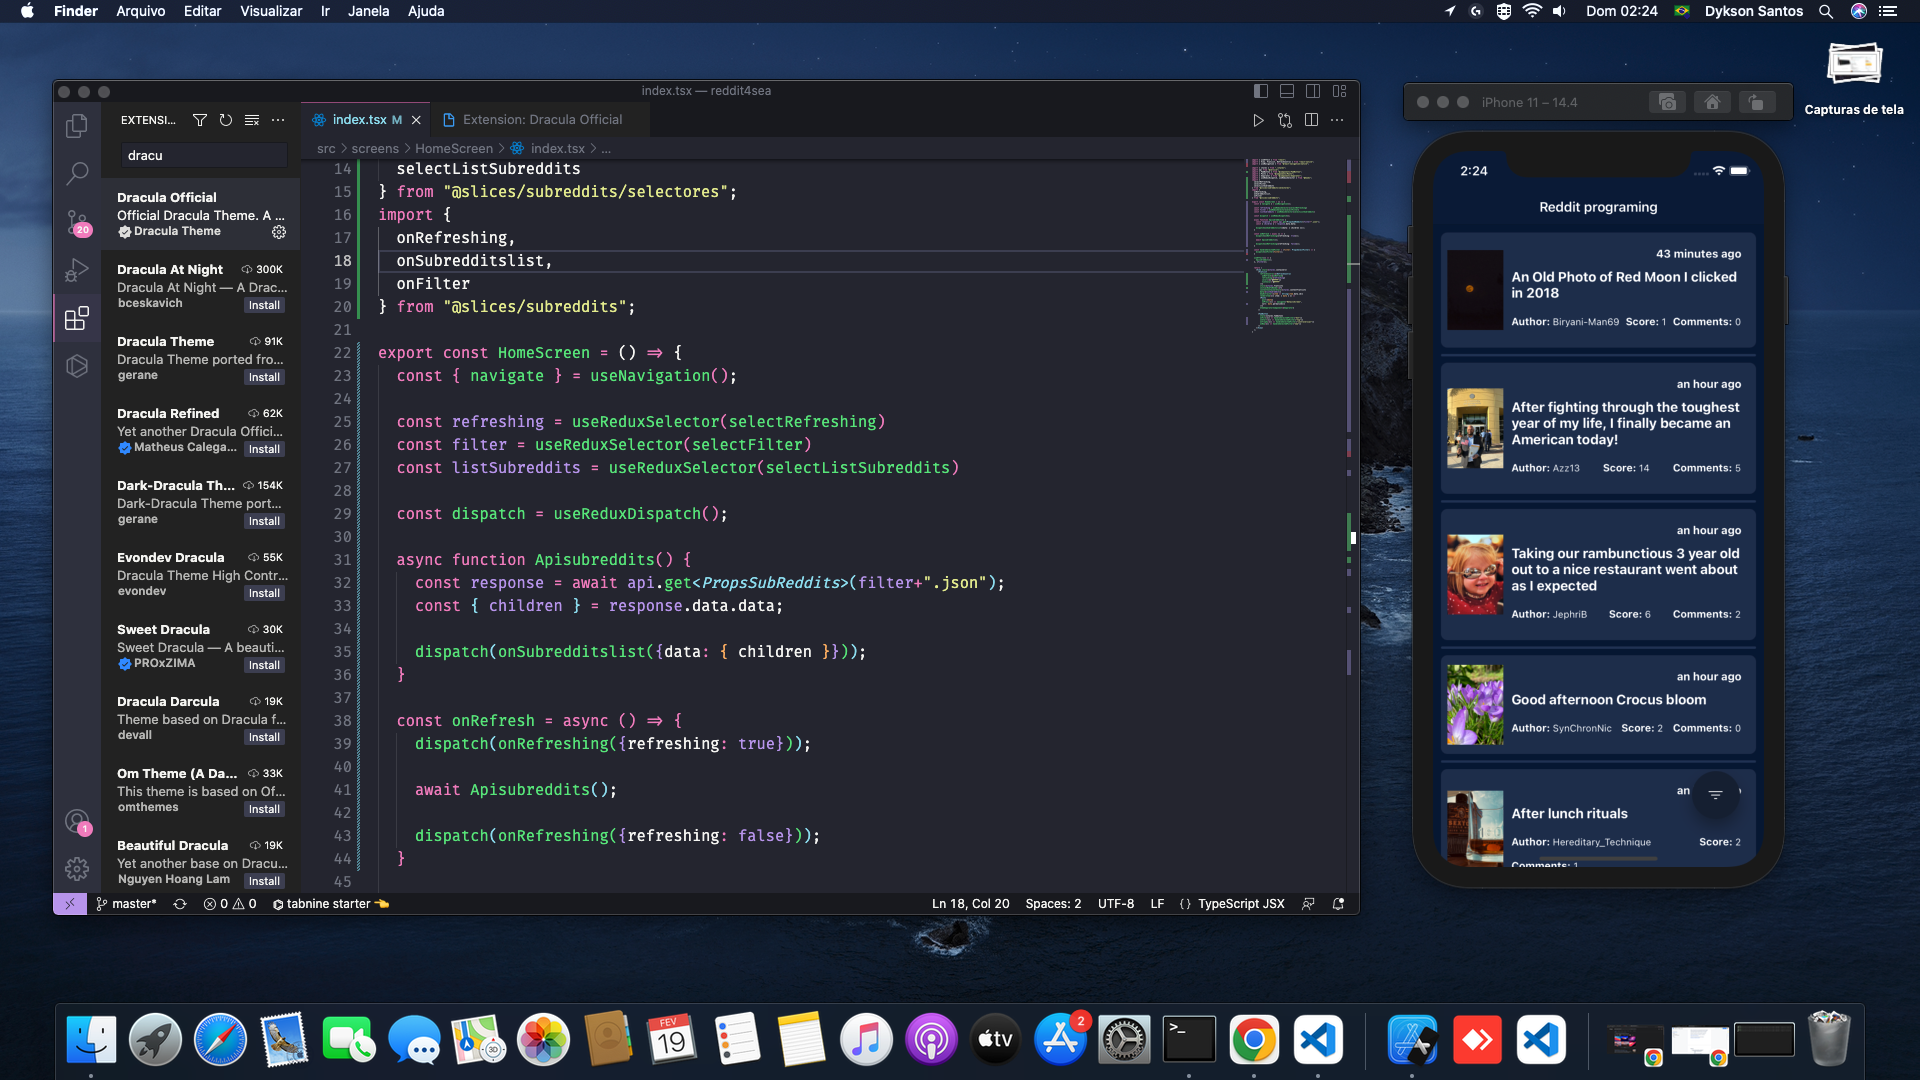 Finder Arquivo Editar Visualizar Ir Janela Ajuda Dom 02:24 Dykson Santos
Capturas de tela
index.tsx — reddit4sea
EXTENSI...
dracu
Dracula Official
Official Dracula Theme. A ...
Dracula Theme
Dracula At Night 300K
Dracula At Night — A Drac...
bceskavich Install
Dracula Theme 91K
Dracula Theme ported fro...
gerane Install
Dracula Refined 62K
Yet another Dracula Offici...
Matheus Calega... Install
Dark-Dracula Th... 154K
Dark-Dracula Theme port...
gerane Install
Evondev Dracula 55K
Dracula Theme High Contr...
evondev Install
Sweet Dracula 30K
Sweet Dracula — A beauti...
PROxZIMA Install
Dracula Darcula 19K
Theme based on Dracula f...
devall Install
Om Theme (A Da... 33K
This theme is based on Of...
omthemes Install
Beautiful Dracula 19K
Yet another base on Dracu...
Nguyen Hoang Lam Install
20
1
index.tsx M Extension: Dracula Official
src > screens > HomeScreen > index.tsx > ...
14 selectListSubreddits
15 } from "@slices/subreddits/selectores";
16 import {
17 onRefreshing,
18 onSubredditslist,
19 onFilter
20 } from "@slices/subreddits";
21
22 export const HomeScreen = () => {
23 const { navigate } = useNavigation();
24
25 const refreshing = useReduxSelector(selectRefreshing)
26 const filter = useReduxSelector(selectFilter)
27 const listSubreddits = useReduxSelector(selectListSubreddits)
28
29 const dispatch = useReduxDispatch();
30
31 async function Apisubreddits() {
32 const response = await api.get<PropsSubReddits>(filter+".json");
33 const { children } = response.data.data;
34
35 dispatch(onSubredditslist({data: { children }}));
36 }
37
38 const onRefresh = async () => {
39 dispatch(onRefreshing({refreshing: true}));
40
41 await Apisubreddits();
42
43 dispatch(onRefreshing({refreshing: false}));
44 }
45
master* 0 0 tabnine starter Ln 18, Col 20 Spaces: 2 UTF-8 LF {} TypeScript JSX
iPhone 11 – 14.4
2:24
Reddit programing
43 minutes ago
An Old Photo of Red Moon I clicked
in 2018
Author: Biryani-Man69 Score: 1 Comments: 0
an hour ago
After fighting through the toughest
year of my life, I finally became an
American today!
Author: Azz13 Score: 14 Comments: 5
an hour ago
Taking our rambunctious 3 year old
out to a nice restaurant went about
as I expected
Author: JephriB Score: 6 Comments: 2
an hour ago
Good afternoon Crocus bloom
Author: SynChronNic Score: 2 Comments: 0
an
After lunch rituals
Author: Hereditary_Technique Score: 2
Comments: 1
3D
FEV
19
tv
2
>_